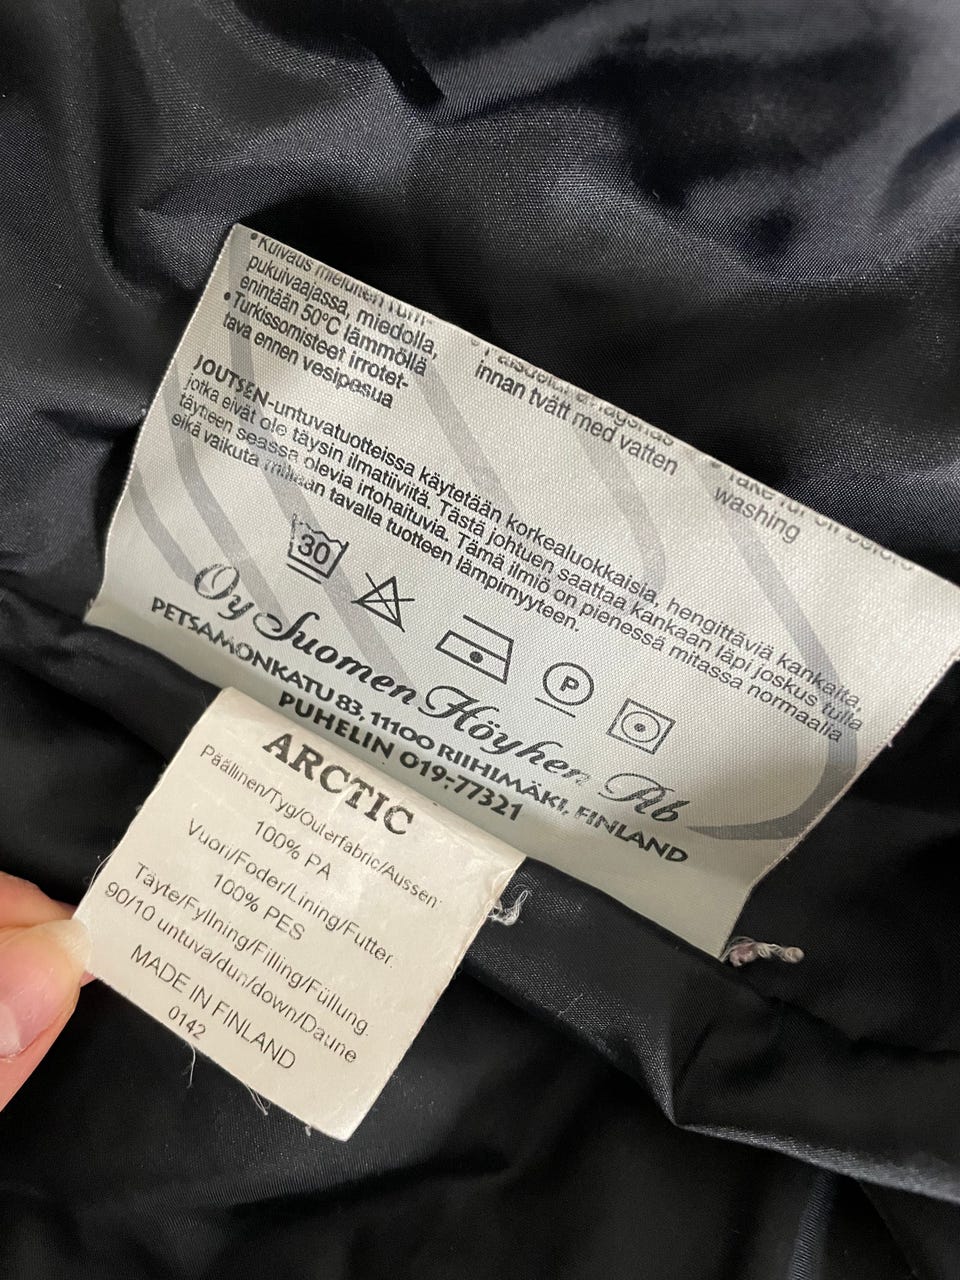 • Kuivaus mieluiten rum-
pukuivaajassa, miedolla,
enintään 50°C lämmöllä
• Turkissomisteet irrotet-
tava ennen vesipesua
innan tvätt med vatten
washing
JOUTSEN-untuvatuotteissa käytetään korkealuokkaisia, hengittäviä kankaita,
jotka eivät ole täysin ilmatiiviitä. Tästä johtuen saattaa kankaan läpi joskus tulla
täytteen seassa olevia irtohaituvia. Tämä ilmiö on pienessä mitassa normaalia
eikä vaikuta millään tavalla tuotteen lämpimyyteen.
30
P
Oy Suomen Höyhen Ab
PETSAMONKATU 83, 11100 RIIHIMÄKI, FINLAND
PUHELIN 019-77321
ARCTIC
Päällinen/Tyg/Outerfabric/Aussen:
100% PA
Vuori/Foder/Lining/Futter.
100% PES
Täyte/Fyllning/Filling/Füllung.
90/10 untuva/dun/down/Daune
MADE IN FINLAND
0142